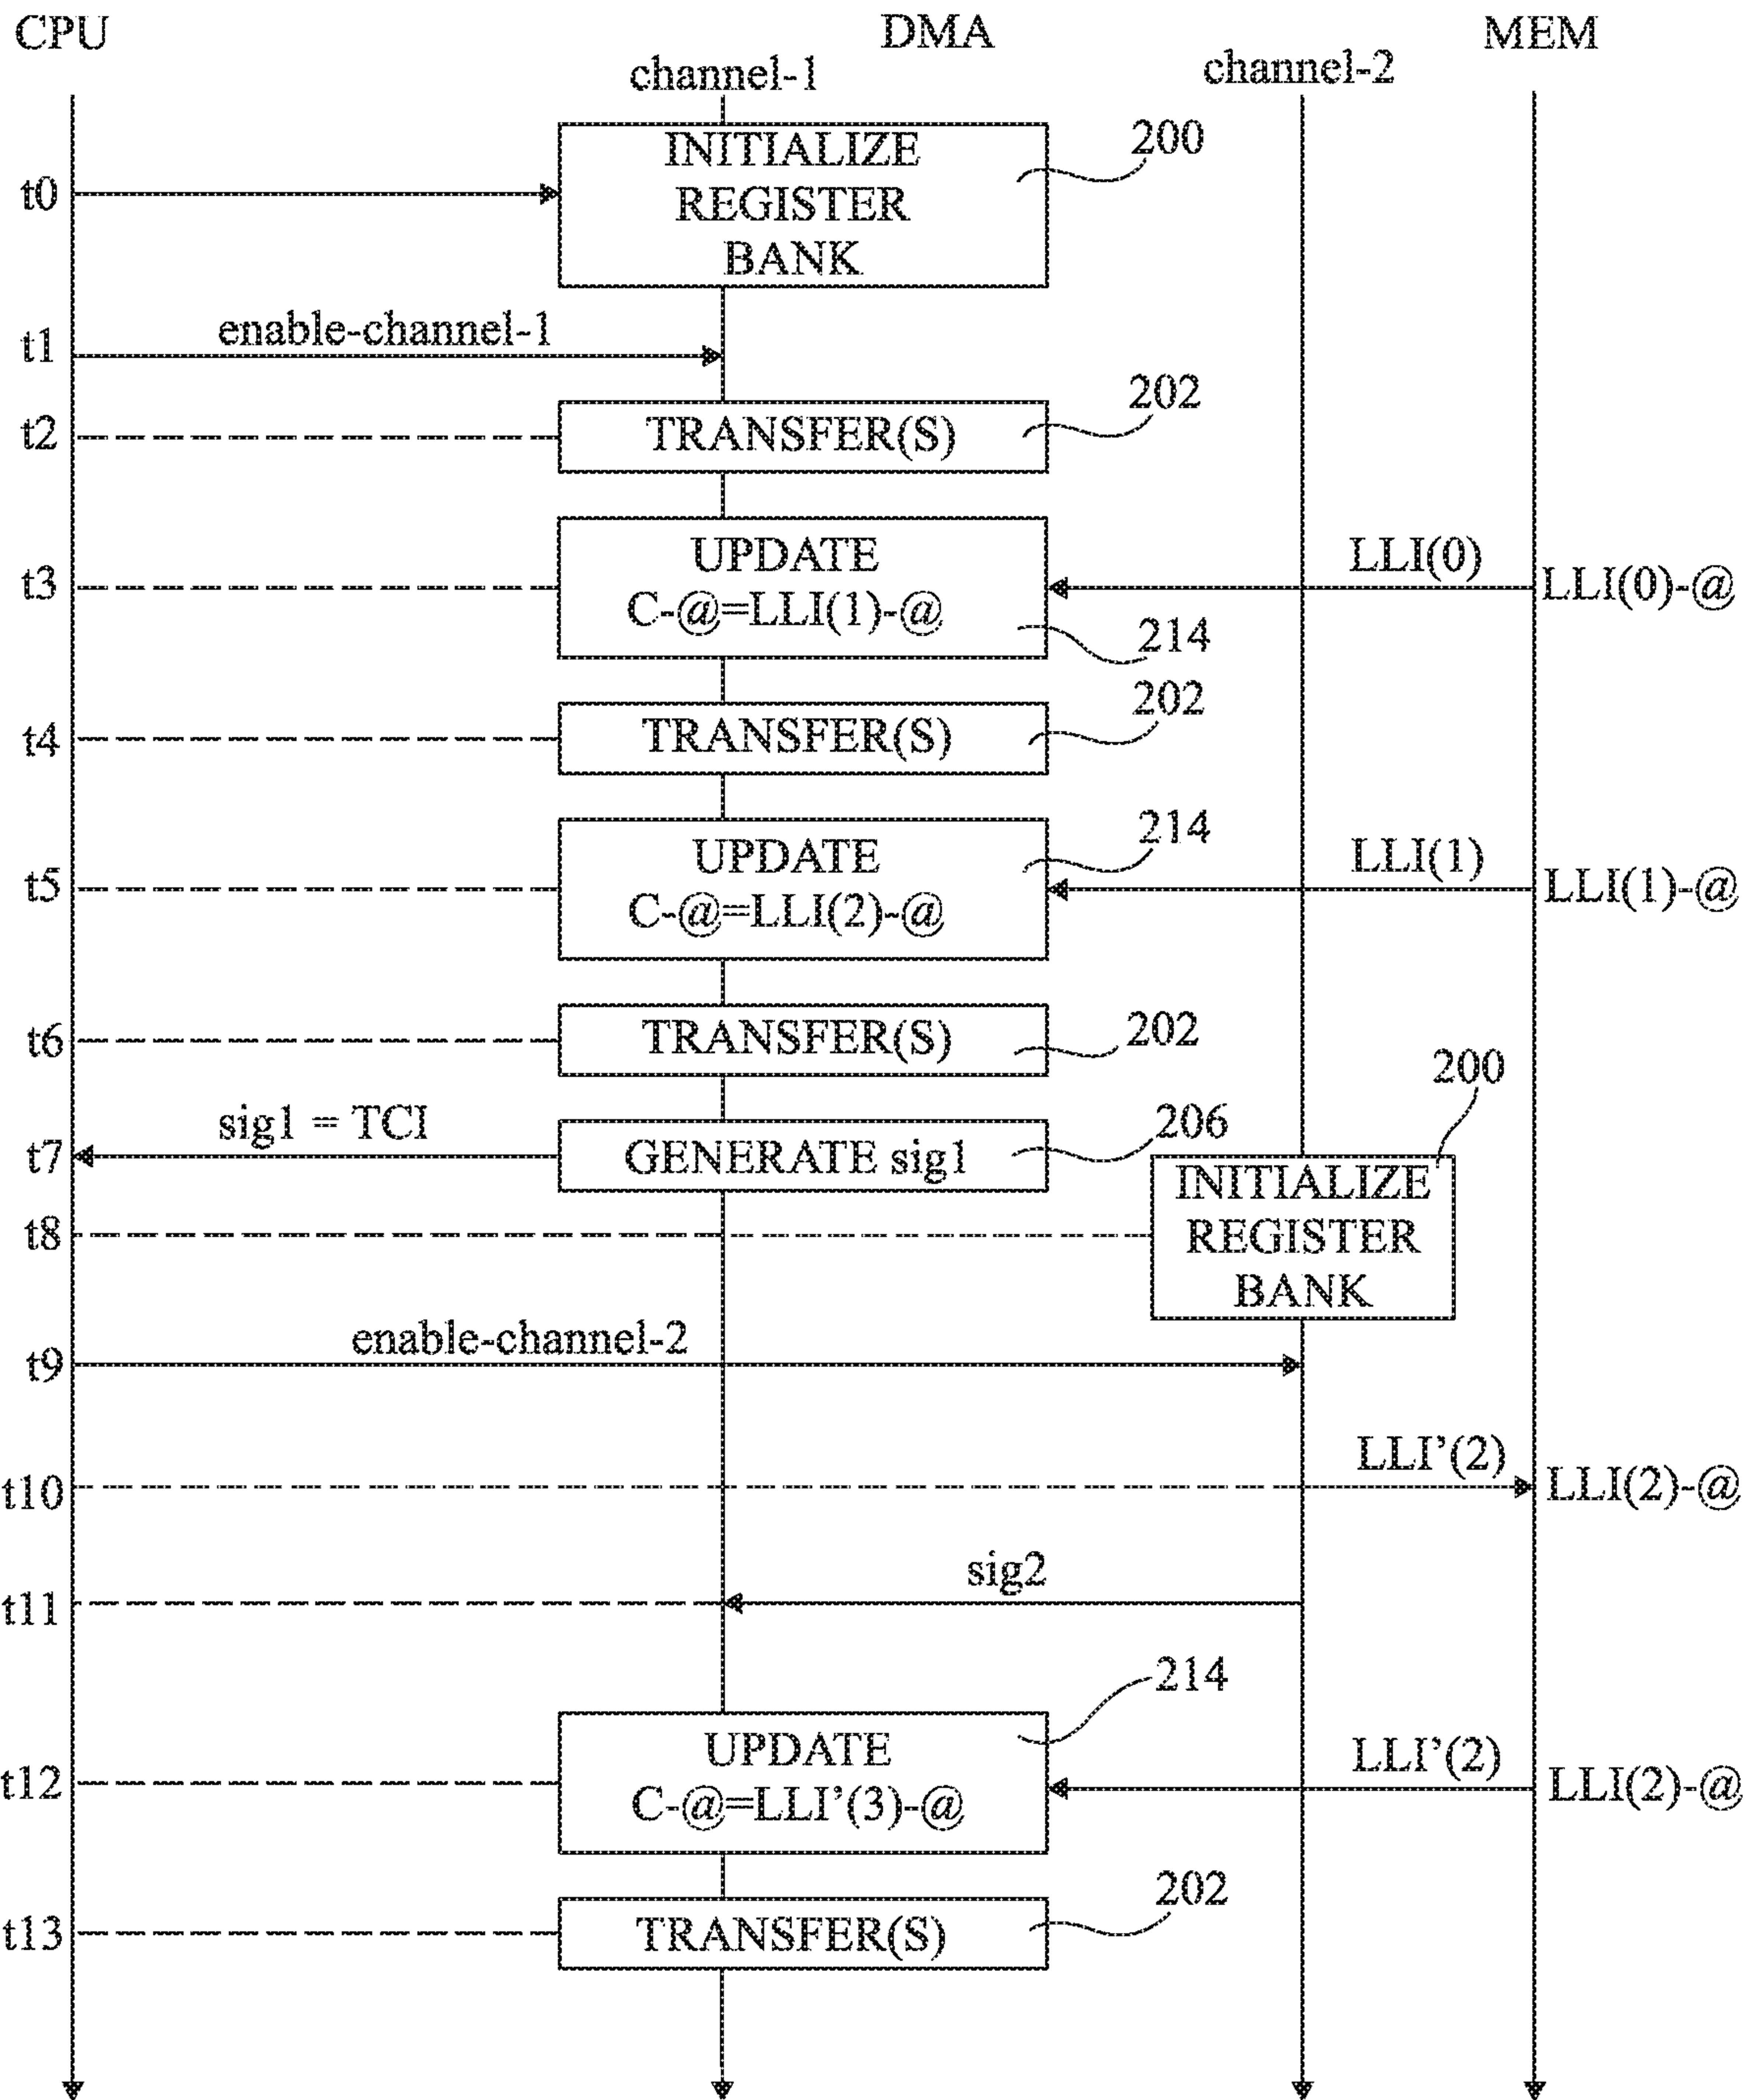 CPU
DMA
MEM
channel-1
channel-2
INITIALIZE
REGISTER
BANK
200
t0
enable-channel-1
t1
202
t2
TRANSFER(S)
UPDATE
C-@=LLI(1)-@
LLI(0)
LLI(0)-@
t3
214
202
t4
TRANSFER(S)
214
UPDATE
C-@=LLI(2)-@
LLI(1)
LLI(1)-@
t5
t6
TRANSFER(S)
202
200
sig1 = TCI
206
t7
GENERATE sig1
INITIALIZE
REGISTER
BANK
t8
enable-channel-2
t9
LLI’(2)
t10
LLI(2)-@
sig2
t11
214
UPDATE
C-@=LLI’(3)-@
LLI’(2)
LLI(2)-@
t12
202
t13
TRANSFER(S)